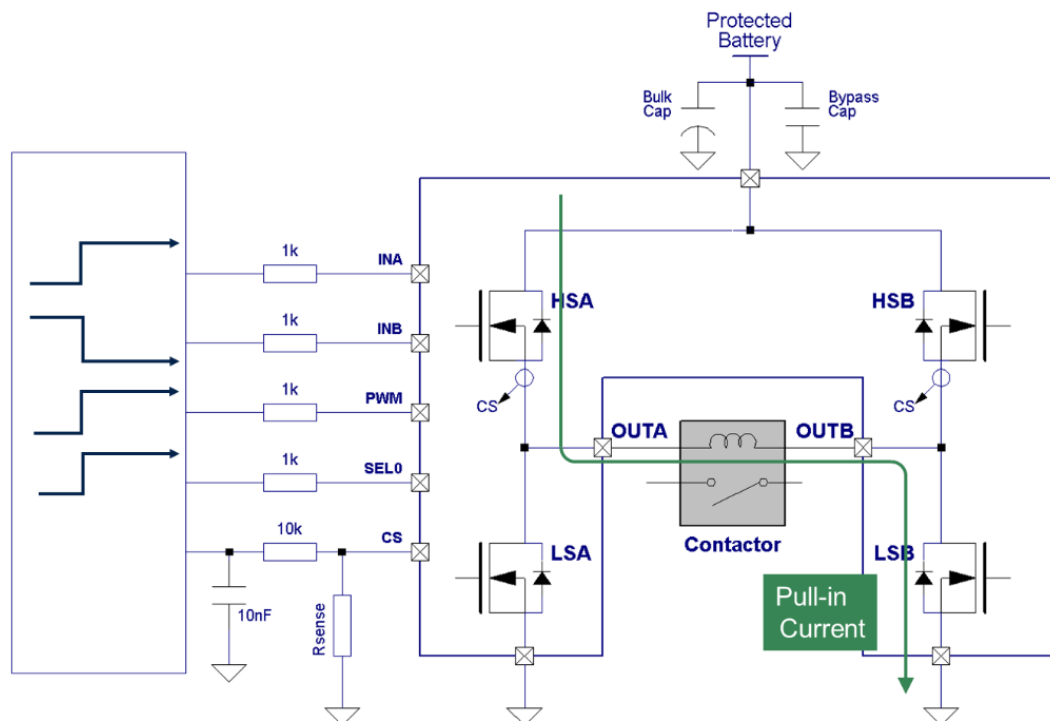 Protected
Battery
Bulk
Cap
Bypass
Cap
1k
INA
HSA
HSB
1k
INB
1k
PWM
CS
CS
OUTA
OUTB
1k
SEL0
10k
CS
Contactor
LSA
LSB
10nF
Rsense
Pull-in
Current